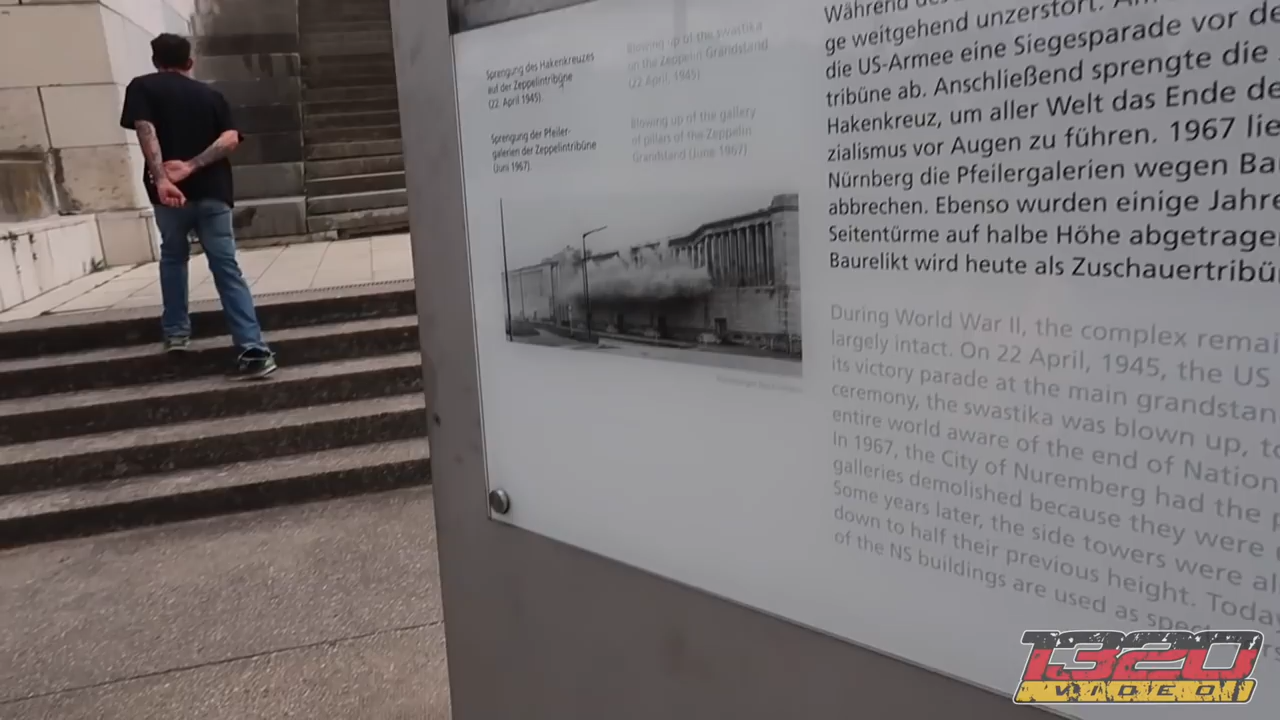 Sprengung des Hakenkreuzes
auf der Zeppelintribüne
(22. April 1945).
Blowing up of the swastika
on the Zeppelin Grandstand
(22 April, 1945)
Sprengung der Pfeiler-
galerien der Zeppelintribüne
(Juni 1967).
Blowing up of the gallery
of pillars of the Zeppelin
Grandstand (June 1967)
Während des
ge weitgehend unzerstört. Am
die US-Armee eine Siegesparade vor de
tribüne ab. Anschließend sprengte die
Hakenkreuz, um aller Welt das Ende de
zialismus vor Augen zu führen. 1967 lie
Nürnberg die Pfeilergalerien wegen Ba
abbrechen. Ebenso wurden einige Jahre
Seitentürme auf halbe Höhe abgetrage
Baurelikt wird heute als Zuschauertribü
During World War II, the complex remai
largely intact. On 22 April, 1945, the US
its victory parade at the main grandstan
ceremony, the swastika was blown up, to
entire world aware of the end of Nation
In 1967, the City of Nuremberg had the p
galleries demolished because they were
Some years later, the side towers were al
down to half their previous height. Today
of the NS buildings are used as spec
1320
VIDEO